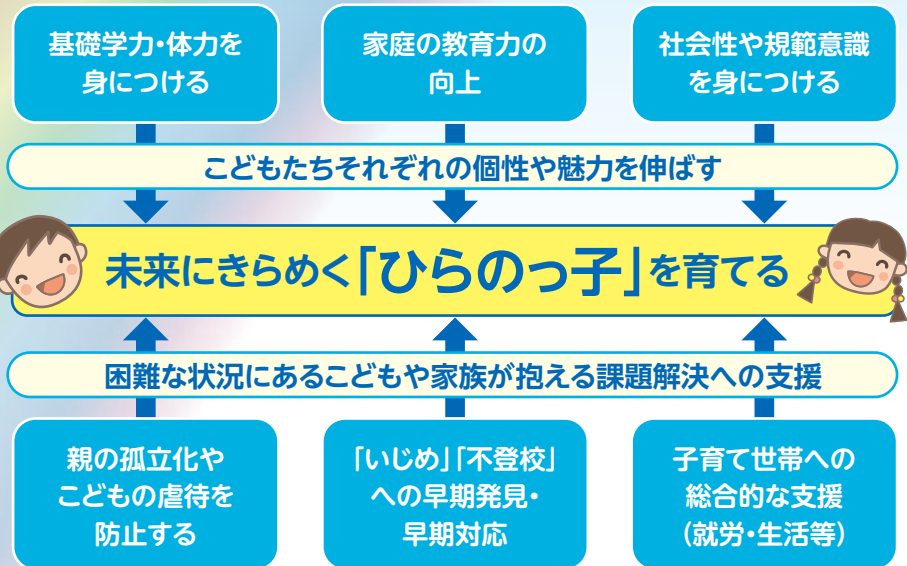 基礎学力・体力を
身につける
家庭の教育力の
向上
社会性や規範意識
を身につける
こどもたちそれぞれの個性や魅力を伸ばす
未来にきらめく「ひらのっ子」を育てる
困難な状況にあるこどもや家族が抱える課題解決への支援
親の孤立化や
こどもの虐待を
防止する
「いじめ」「不登校」
への早期発見・
早期対応
子育て世帯への
総合的な支援
(就労・生活等)